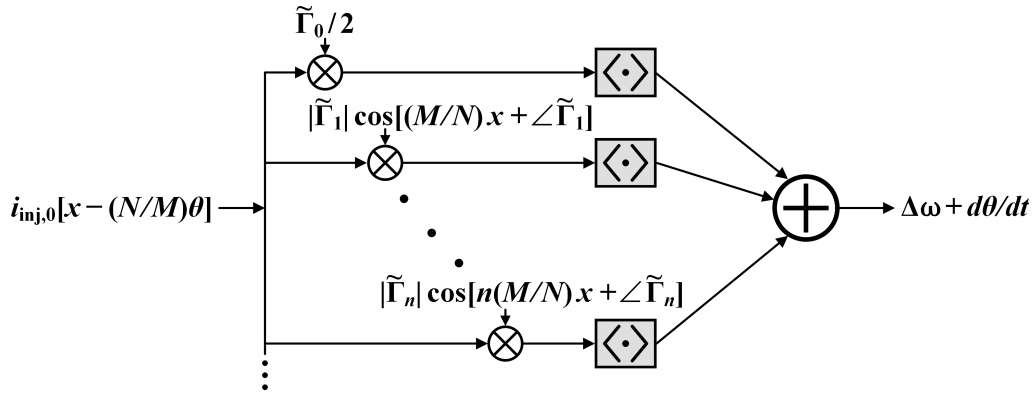 Γ̃₀/2
⟨•⟩
|Γ̃₁| cos[(M/N) x + ∠Γ̃₁]
⟨•⟩
i_inj,0[x − (N/M)θ]
Δω + dθ/dt
|Γ̃ₙ| cos[n(M/N) x + ∠Γ̃ₙ]
⟨•⟩